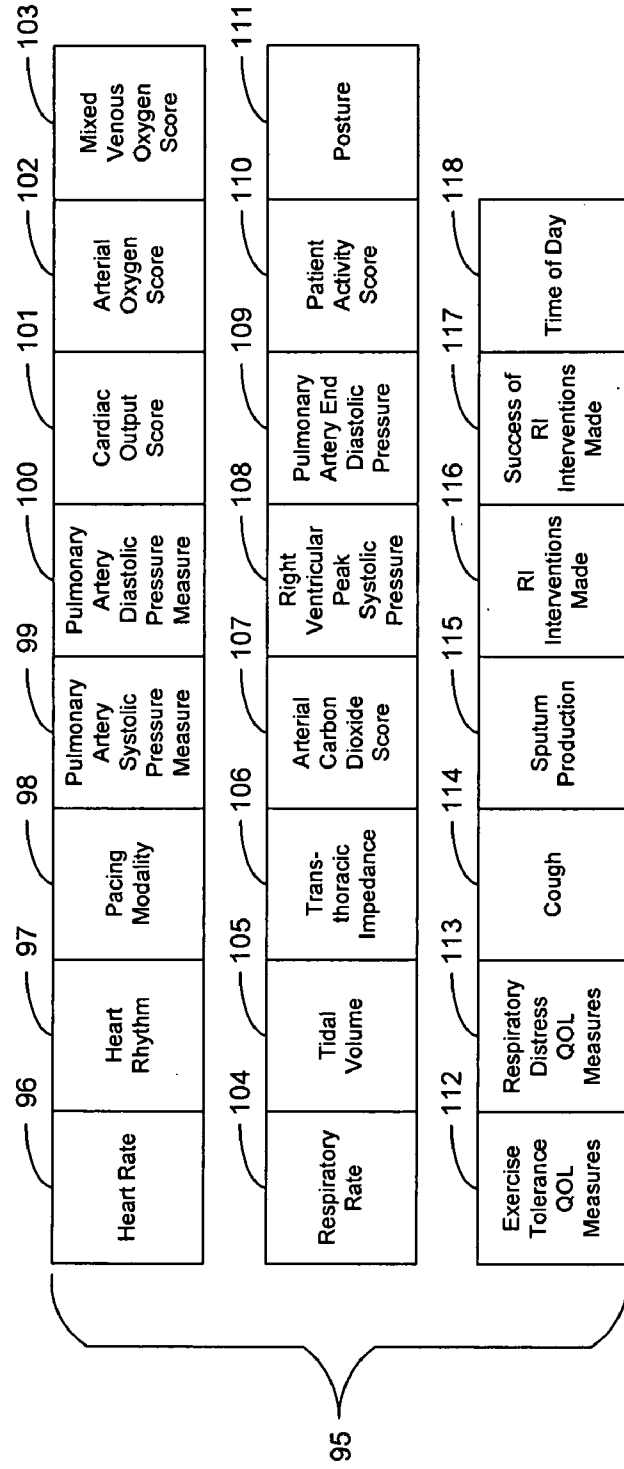 95
96
Heart Rate
97
Heart
Rhythm
98
Pacing
Modality
99
Pulmonary
Artery
Systolic
Pressure
Measure
100
Pulmonary
Artery
Diastolic
Pressure
Measure
101
Cardiac
Output
Score
102
Arterial
Oxygen
Score
103
Mixed
Venous
Oxygen
Score
104
Respiratory
Rate
105
Tidal
Volume
106
Trans-
thoracic
Impedance
107
Arterial
Carbon
Dioxide
Score
108
Right
Ventricular
Peak
Systolic
Pressure
109
Pulmonary
Artery End
Diastolic
Pressure
110
Patient
Activity
Score
111
Posture
112
Exercise
Tolerance
QOL
Measures
113
Respiratory
Distress
QOL
Measures
114
Cough
115
Sputum
Production
116
RI
Interventions
Made
117
Success of
RI
Interventions
Made
118
Time of Day